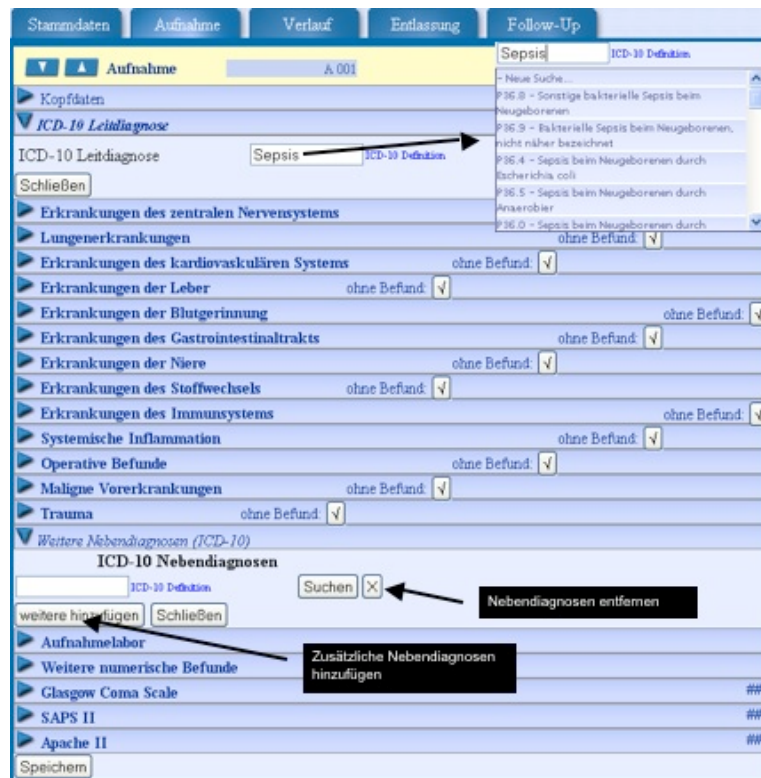 Stammdaten Aufnahme Verlauf Entlassung Follow-Up
Sepsis ICD-10 Definition
Aufnahme A 001
- Neue Suche...
P36.8 - Sonstige bakterielle Sepsis beim
Neugeborenen
P36.9 - Bakterielle Sepsis beim Neugeborenen,
nicht näher bezeichnet
P36.4 - Sepsis beim Neugeborenen durch
Escherichia coli
P36.5 - Sepsis beim Neugeborenen durch
Anaerobier
P36.0 - Sepsis beim Neugeborenen durch
Kopfdaten
ICD-10 Leitdiagnose
ICD-10 Leitdiagnose Sepsis ICD-10 Definition
Schließen
Erkrankungen des zentralen Nervensystems
Lungenerkrankungen ohne Befund: √
Erkrankungen des kardiovaskulären Systems ohne Befund: √
Erkrankungen der Leber ohne Befund: √
Erkrankungen der Blutgerinnung ohne Befund: √
Erkrankungen des Gastrointestinaltrakts ohne Befund: √
Erkrankungen der Niere ohne Befund: √
Erkrankungen des Stoffwechsels ohne Befund: √
Erkrankungen des Immunsystems ohne Befund: √
Systemische Inflammation ohne Befund: √
Operative Befunde ohne Befund: √
Maligne Vorerkrankungen ohne Befund: √
Trauma ohne Befund: √
Weitere Nebendiagnosen (ICD-10)
ICD-10 Nebendiagnosen
ICD-10 Definition Suchen X
Nebendiagnosen entfernen
weitere hinzufügen Schließen
Aufnahmelabor
Zusätzliche Nebendiagnosen
hinzufügen
Weitere numerische Befunde
Glasgow Coma Scale ##
SAPS II ##
Apache II ##
Speichern